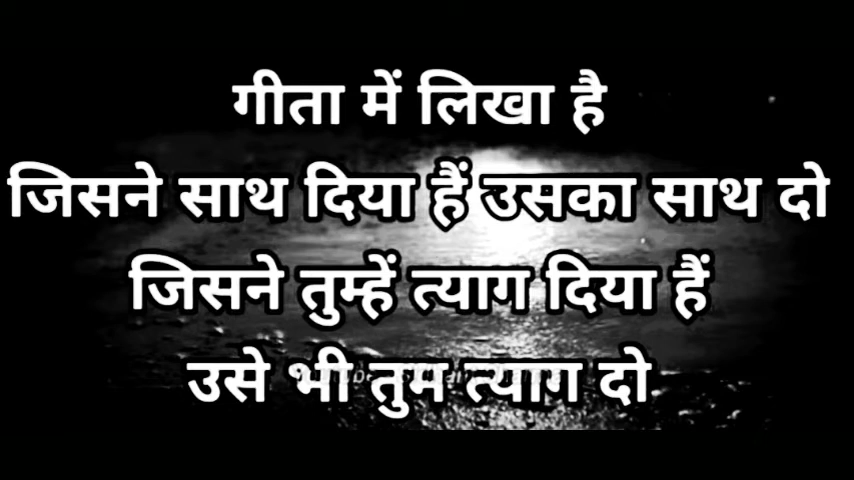 गीता में लिखा है
जिसने साथ दिया हैं उसका साथ दो
जिसने तुम्हें त्याग दिया हैं
उसे भी तुम त्याग दो